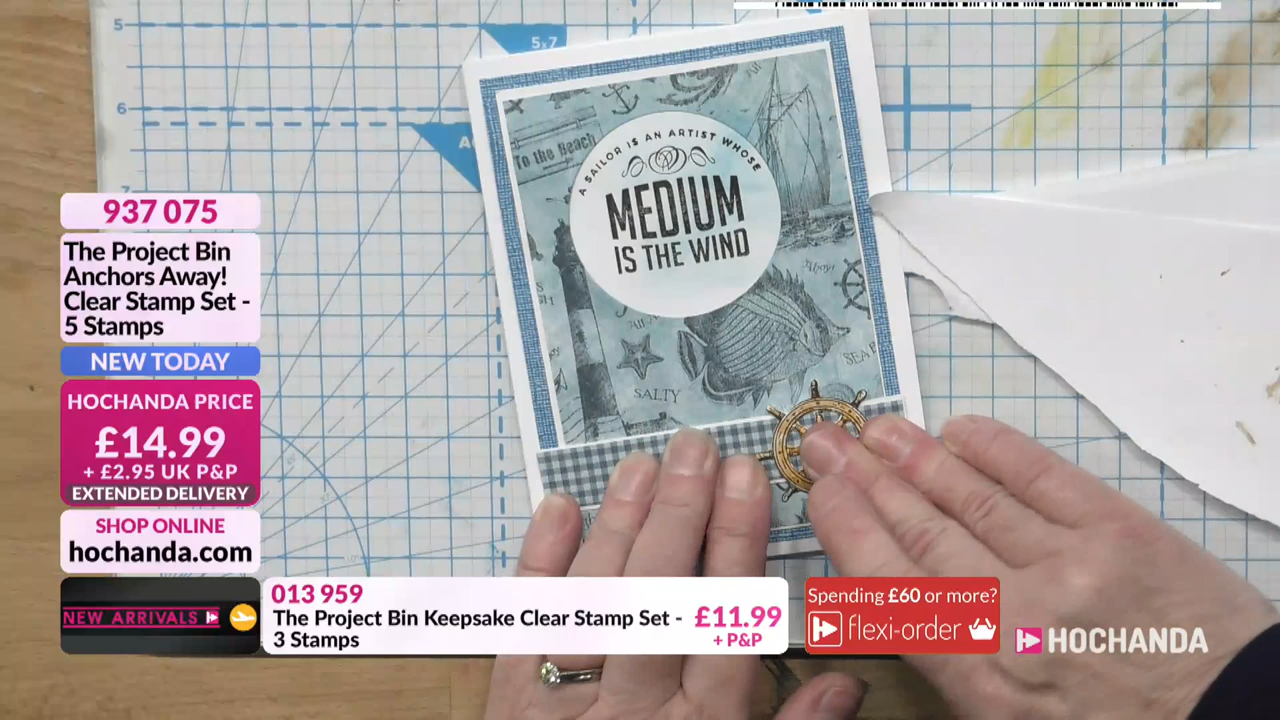 5
5x7
6
To the Beach
A SAILOR IS AN ARTIST WHOSE
MEDIUM
IS THE WIND
Ahoy!
SALTY
937 075
The Project Bin
Anchors Away!
Clear Stamp Set -
5 Stamps
NEW TODAY
HOCHANDA PRICE
£14.99
+ £2.95 UK P&P
EXTENDED DELIVERY
SHOP ONLINE
hochanda.com
NEW ARRIVALS
013 959
The Project Bin Keepsake Clear Stamp Set -
3 Stamps
£11.99
+ P&P
Spending £60 or more?
flexi-order
HOCHANDA